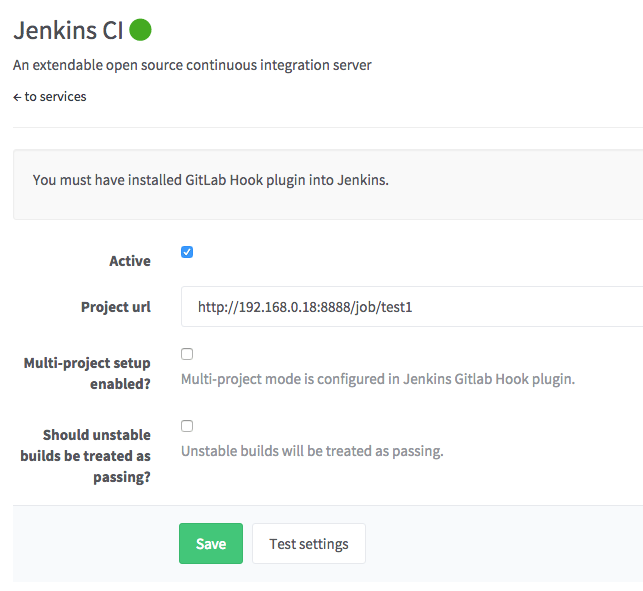 Jenkins CI
An extendable open source continuous integration server
← to services
You must have installed GitLab Hook plugin into Jenkins.
Active
Project url
http://192.168.0.18:8888/job/test1
Multi-project setup
enabled?
Multi-project mode is configured in Jenkins Gitlab Hook plugin.
Should unstable
builds be treated as
passing?
Unstable builds will be treated as passing.
Save
Test settings